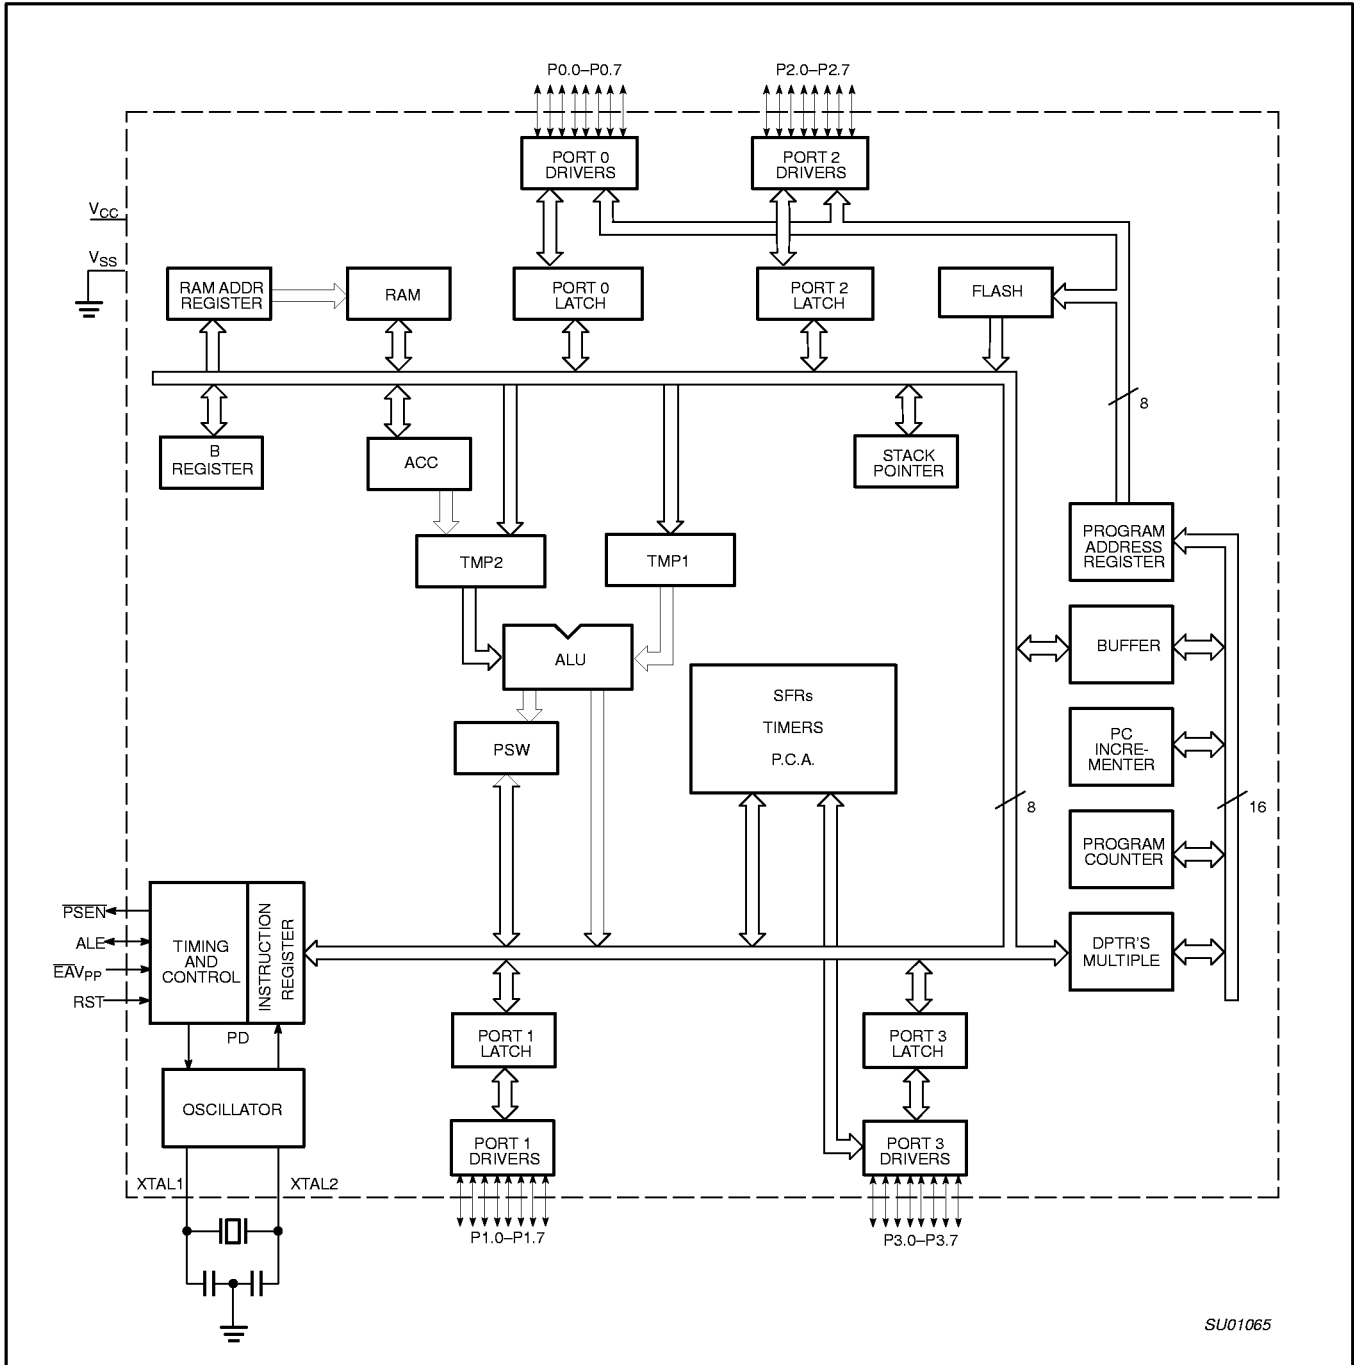 P0.0–P0.7
P2.0–P2.7
PORT 0
DRIVERS
PORT 2
DRIVERS
VCC
VSS
RAM ADDR
REGISTER
RAM
PORT 0
LATCH
PORT 2
LATCH
FLASH
8
B
REGISTER
ACC
STACK
POINTER
PROGRAM
ADDRESS
REGISTER
TMP2
TMP1
BUFFER
ALU
SFRs
TIMERS
P.C.A.
PSW
PC
INCRE-
MENTER
8
16
PROGRAM
COUNTER
PSEN
ALE
EAVPP
RST
TIMING
AND
CONTROL
INSTRUCTION
REGISTER
DPTR'S
MULTIPLE
PD
PORT 1
LATCH
PORT 3
LATCH
OSCILLATOR
PORT 1
DRIVERS
PORT 3
DRIVERS
XTAL1
XTAL2
P1.0–P1.7
P3.0–P3.7
SU01065